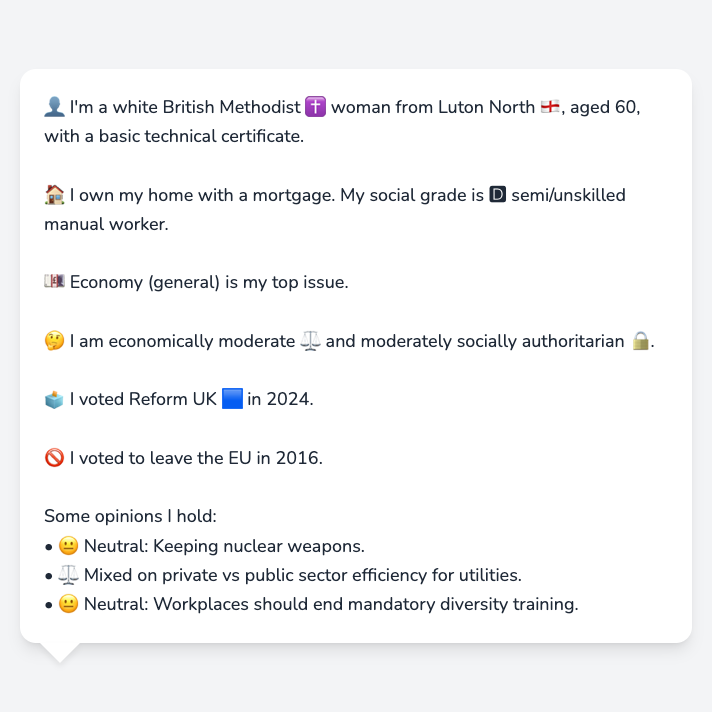 👤 I'm a white British Methodist ✝️ woman from Luton North 🏴󠁧󠁢󠁥󠁮󠁧󠁿, aged 60,
with a basic technical certificate.
🏠 I own my home with a mortgage. My social grade is 🅳 semi/unskilled
manual worker.
💷 Economy (general) is my top issue.
🤔 I am economically moderate ⚖️ and moderately socially authoritarian 🔒.
🗳️ I voted Reform UK 🟦 in 2024.
🚫 I voted to leave the EU in 2016.
Some opinions I hold:
• 😐 Neutral: Keeping nuclear weapons.
• ⚖️ Mixed on private vs public sector efficiency for utilities.
• 😐 Neutral: Workplaces should end mandatory diversity training.